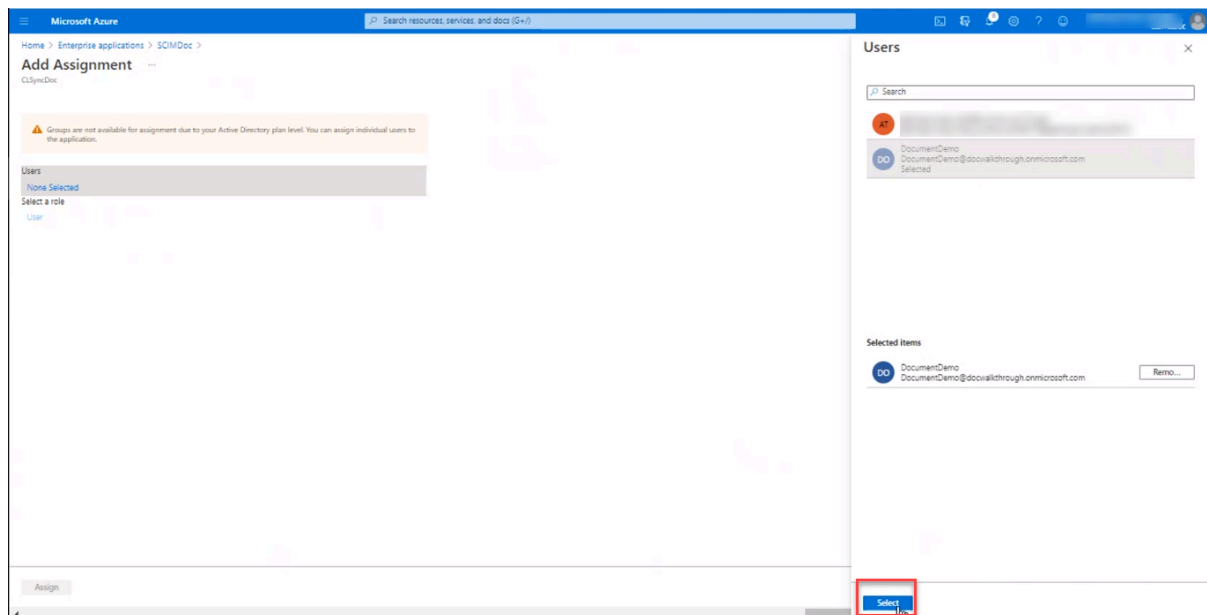 Microsoft Azure
Search resources, services, and docs (G+/)
Home > Enterprise applications > SCIMDoc >
Add Assignment ...
CLSyncDoc
Groups are not available for assignment due to your Active Directory plan level. You can assign individual users to
the application.
Users
None Selected
Select a role
User
Assign
Users
Search
AT
DO
DocumentDemo
DocumentDemo@docwalkthrough.onmicrosoft.com
Selected
Selected items
DO
DocumentDemo
DocumentDemo@docwalkthrough.onmicrosoft.com
Remo...
Select